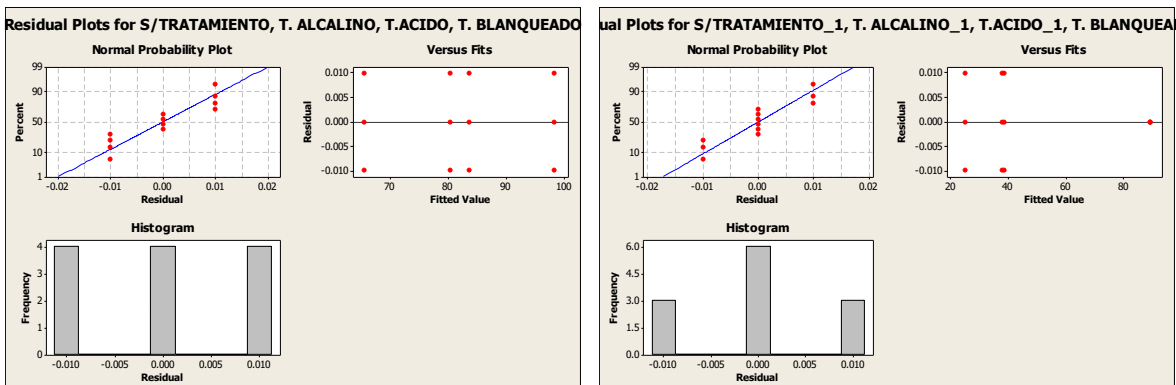 Residual Plots for S/TRATAMIENTO, T. ALCALINO, T.ACIDO, T. BLANQUEADO
Normal Probability Plot
99
90
50
10
1
Percent
-0.02 -0.01 0.00 0.01 0.02
Residual
Versus Fits
0.010
0.005
0.000
-0.005
-0.010
Residual
70 80 90 100
Fitted Value
Histogram
4
3
2
1
0
Frequency
-0.010 -0.005 0.000 0.005 0.010
Residual
ual Plots for S/TRATAMIENTO_1, T. ALCALINO_1, T.ACIDO_1, T. BLANQUEA
Normal Probability Plot
99
90
50
10
1
Percent
-0.02 -0.01 0.00 0.01 0.02
Residual
Versus Fits
0.010
0.005
0.000
-0.005
-0.010
Residual
20 40 60 80
Fitted Value
Histogram
6.0
4.5
3.0
1.5
0.0
Frequency
-0.010 -0.005 0.000 0.005 0.010
Residual